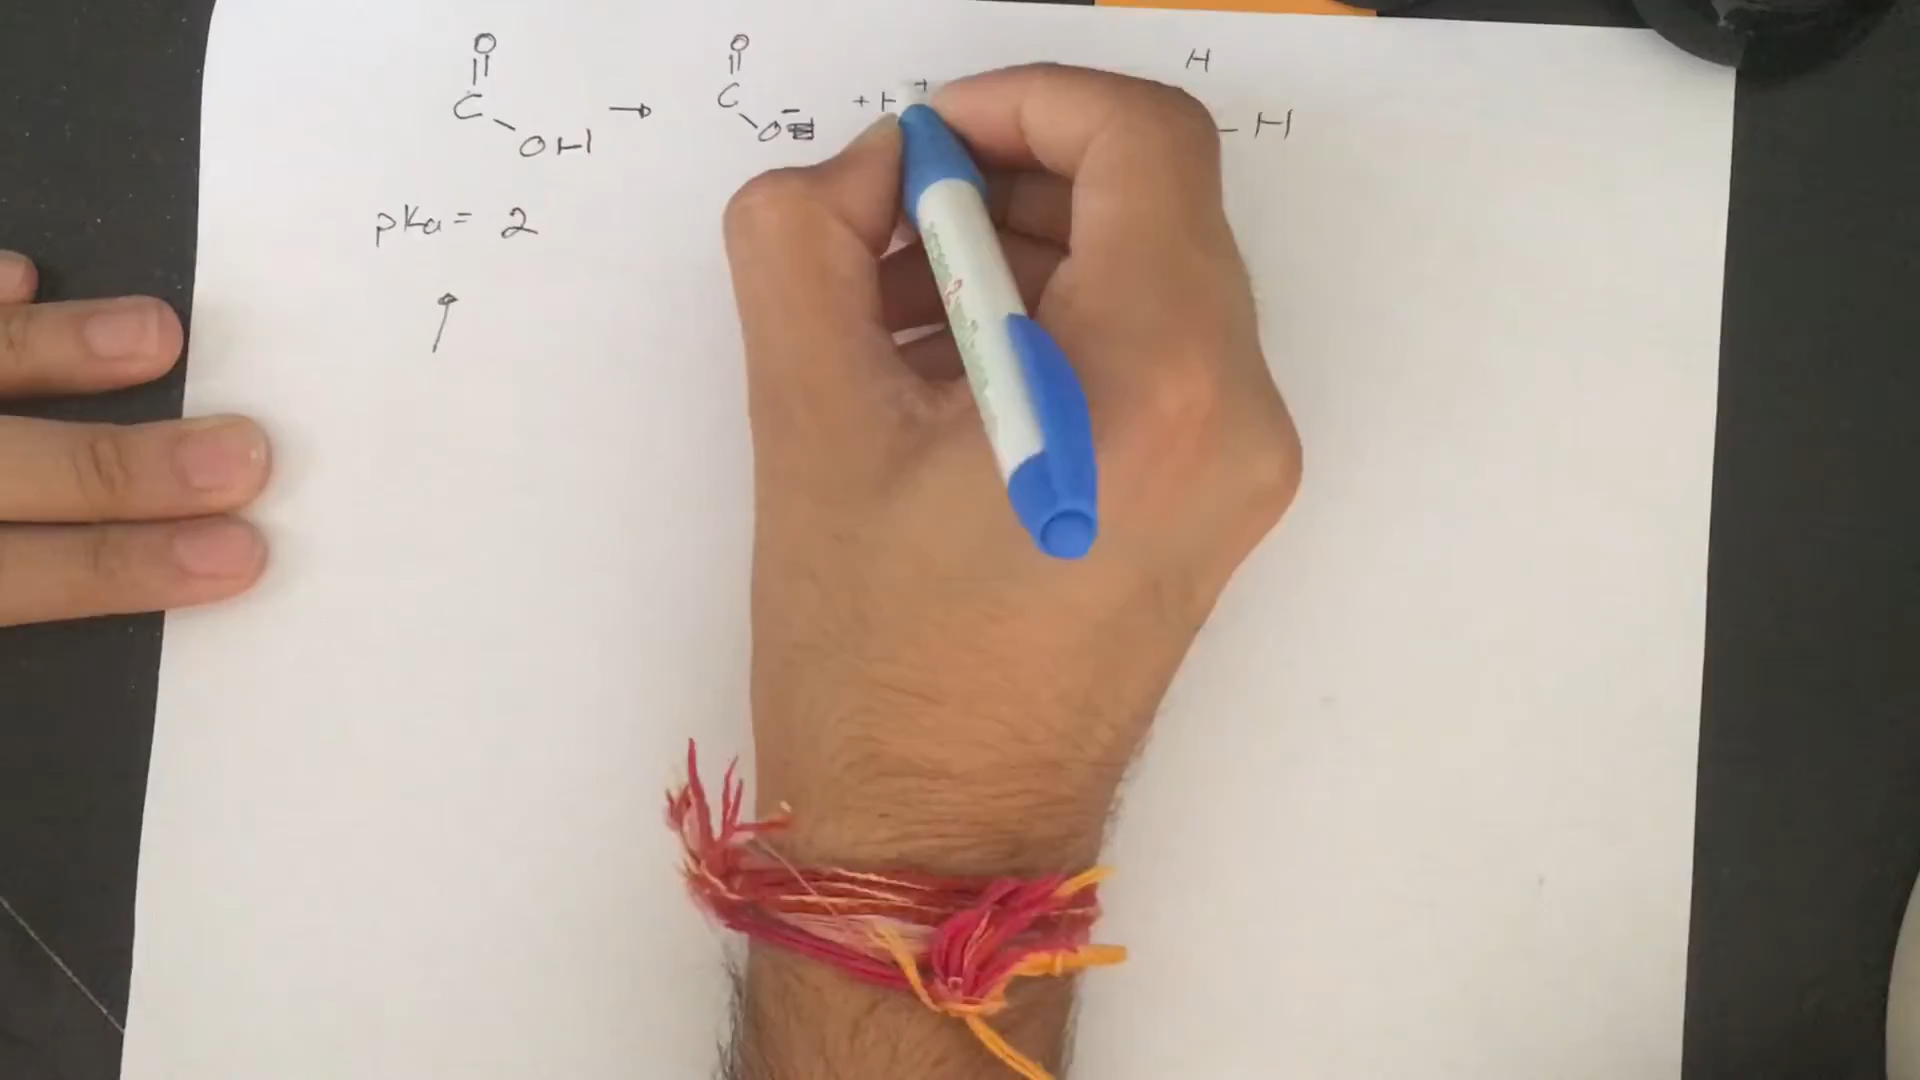 O O H
C OH → C O⁻ + H⁺ – H
pKa = 2